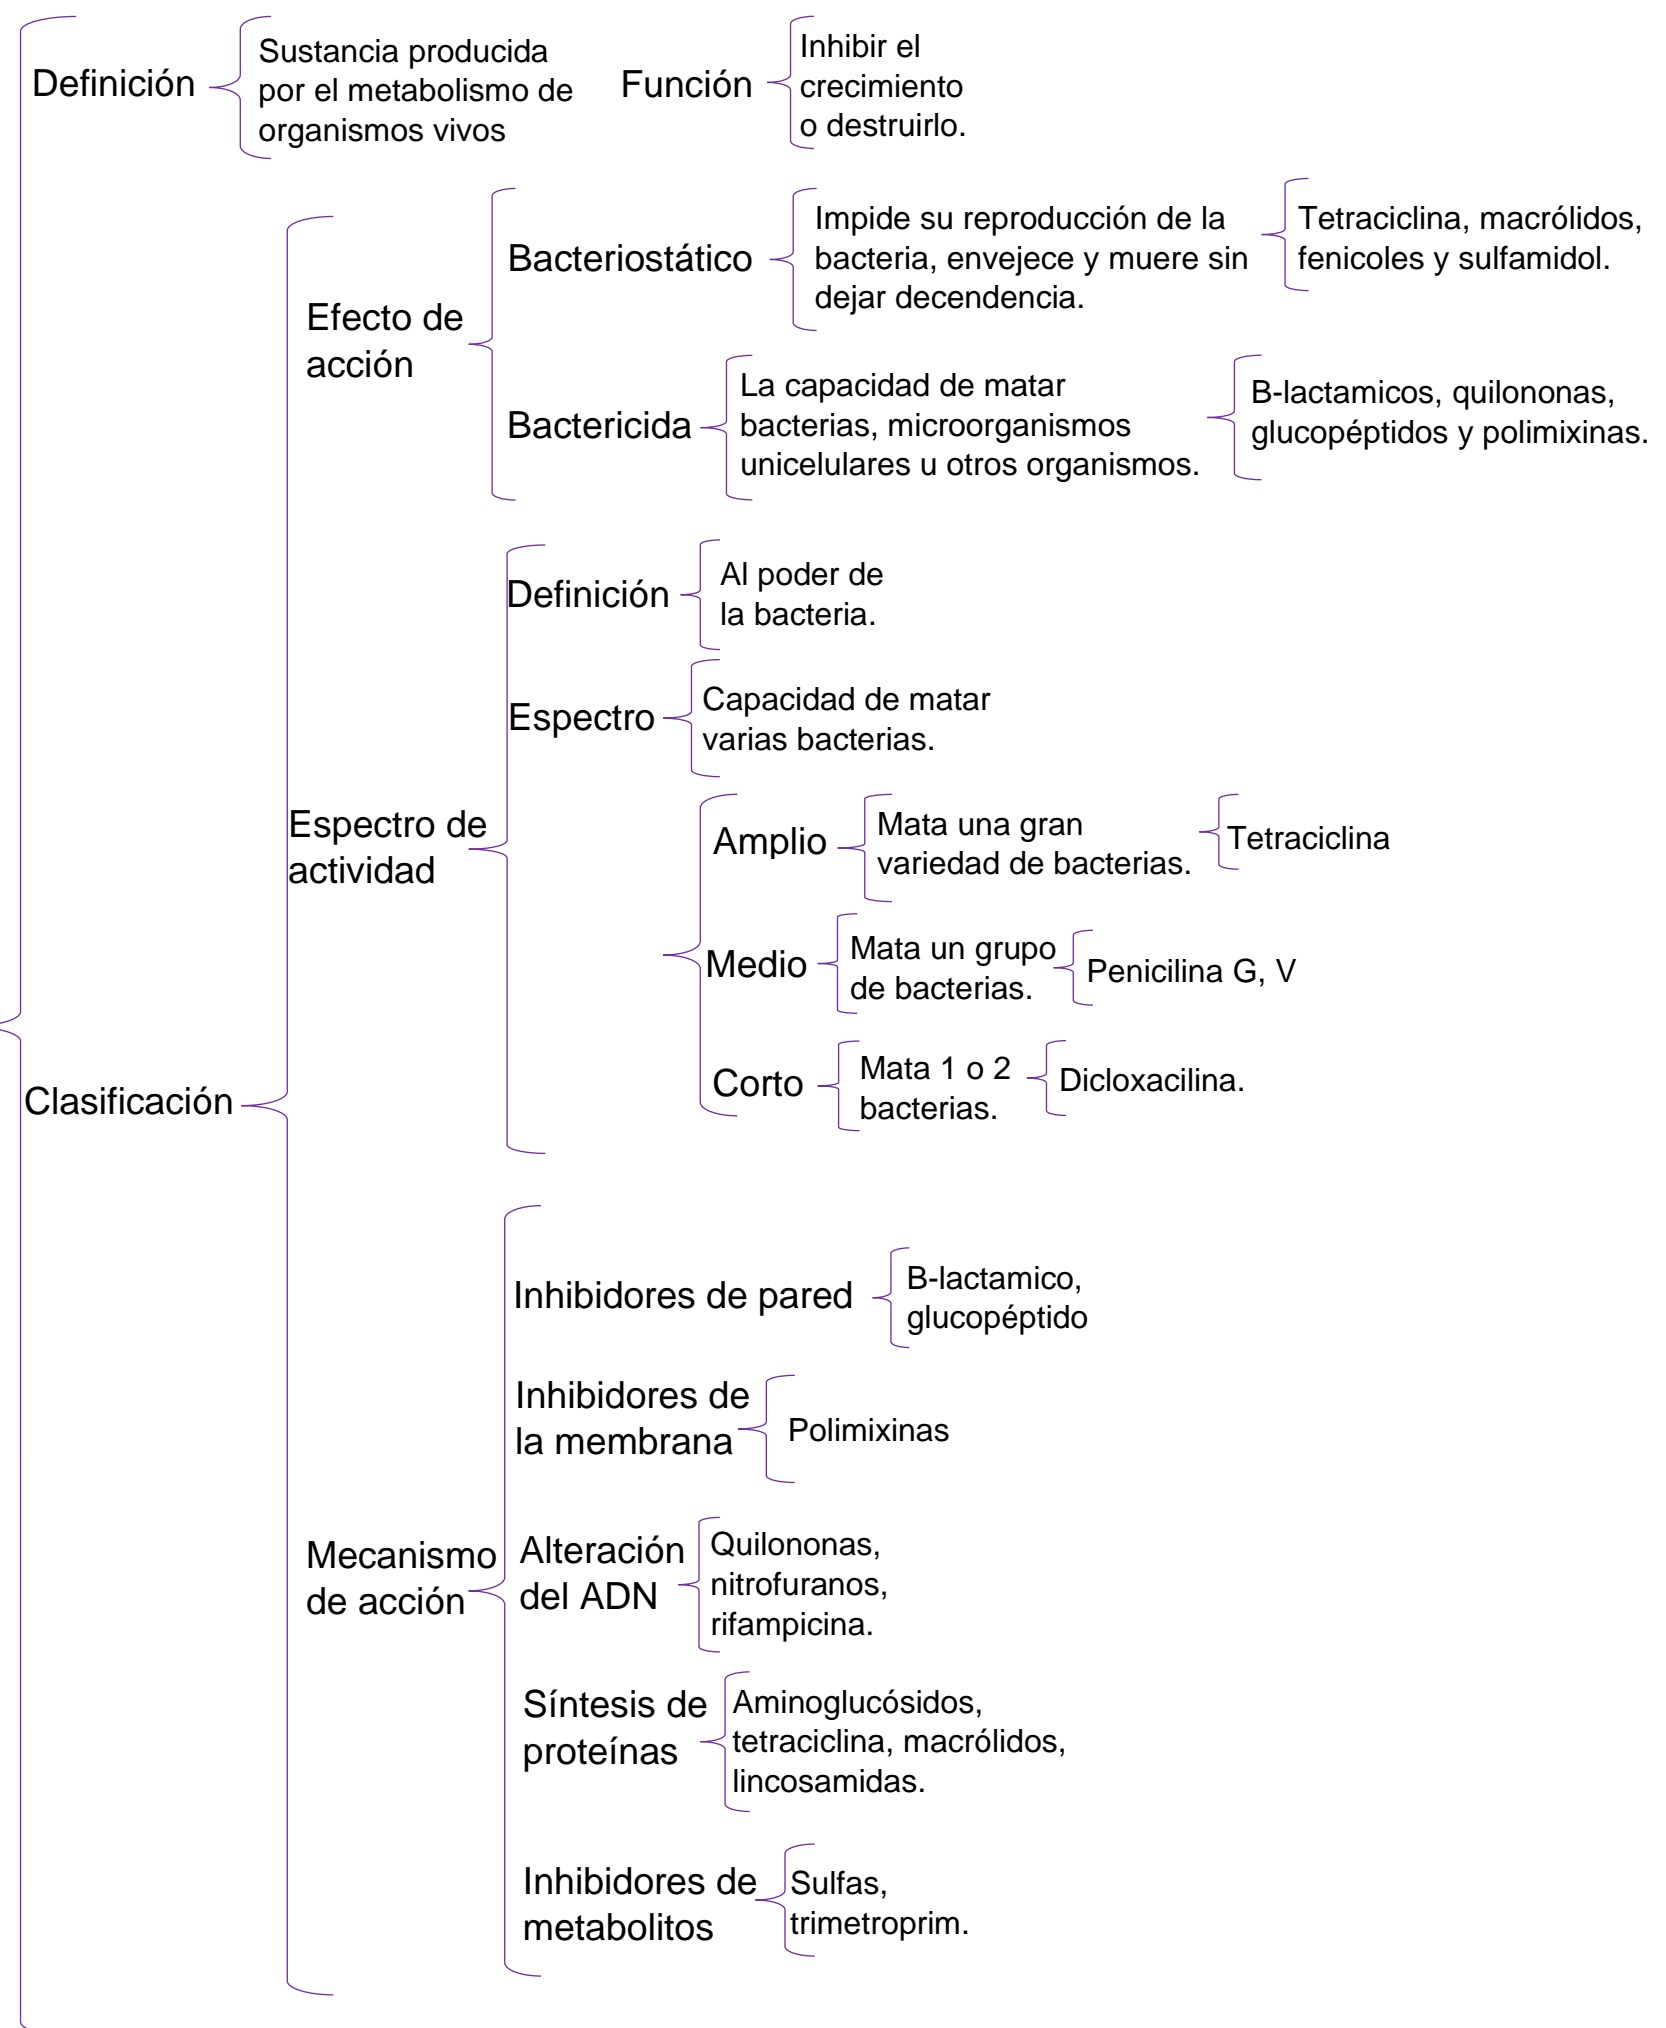 Definición
Sustancia producida
por el metabolismo de
organismos vivos
Función
Inhibir el
crecimiento
o destruirlo.
Clasificación
Efecto de
acción
Bacteriostático
Impide su reproducción de la
bacteria, envejece y muere sin
dejar decendencia.
Tetraciclina, macrólidos,
fenicoles y sulfamidol.
Bactericida
La capacidad de matar
bacterias, microorganismos
unicelulares u otros organismos.
B-lactamicos, quilononas,
glucopéptidos y polimixinas.
Espectro de
actividad
Definición
Al poder de
la bacteria.
Espectro
Capacidad de matar
varias bacterias.
Amplio
Mata una gran
variedad de bacterias.
Tetraciclina
Medio
Mata un grupo
de bacterias.
Penicilina G, V
Corto
Mata 1 o 2
bacterias.
Dicloxacilina.
Mecanismo
de acción
Inhibidores de pared
B-lactamico,
glucopéptido
Inhibidores de
la membrana
Polimixinas
Alteración
del ADN
Quilononas,
nitrofuranos,
rifampicina.
Síntesis de
proteínas
Aminoglucósidos,
tetraciclina, macrólidos,
lincosamidas.
Inhibidores de
metabolitos
Sulfas,
trimetroprim.